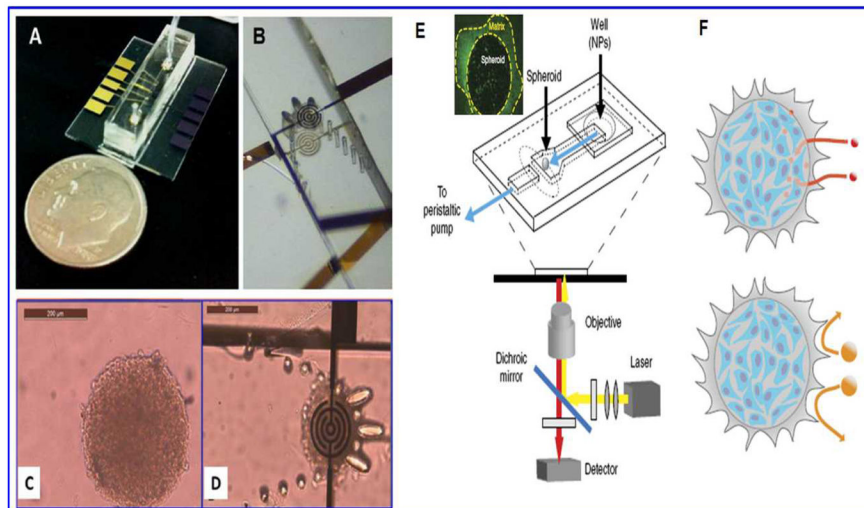 A
B
C
200 μm
D
200 μm
E
Matrix
Spheroid
Well
(NPs)
Spheroid
To
peristaltic
pump
Objective
Dichroic
mirror
Laser
Detector
F